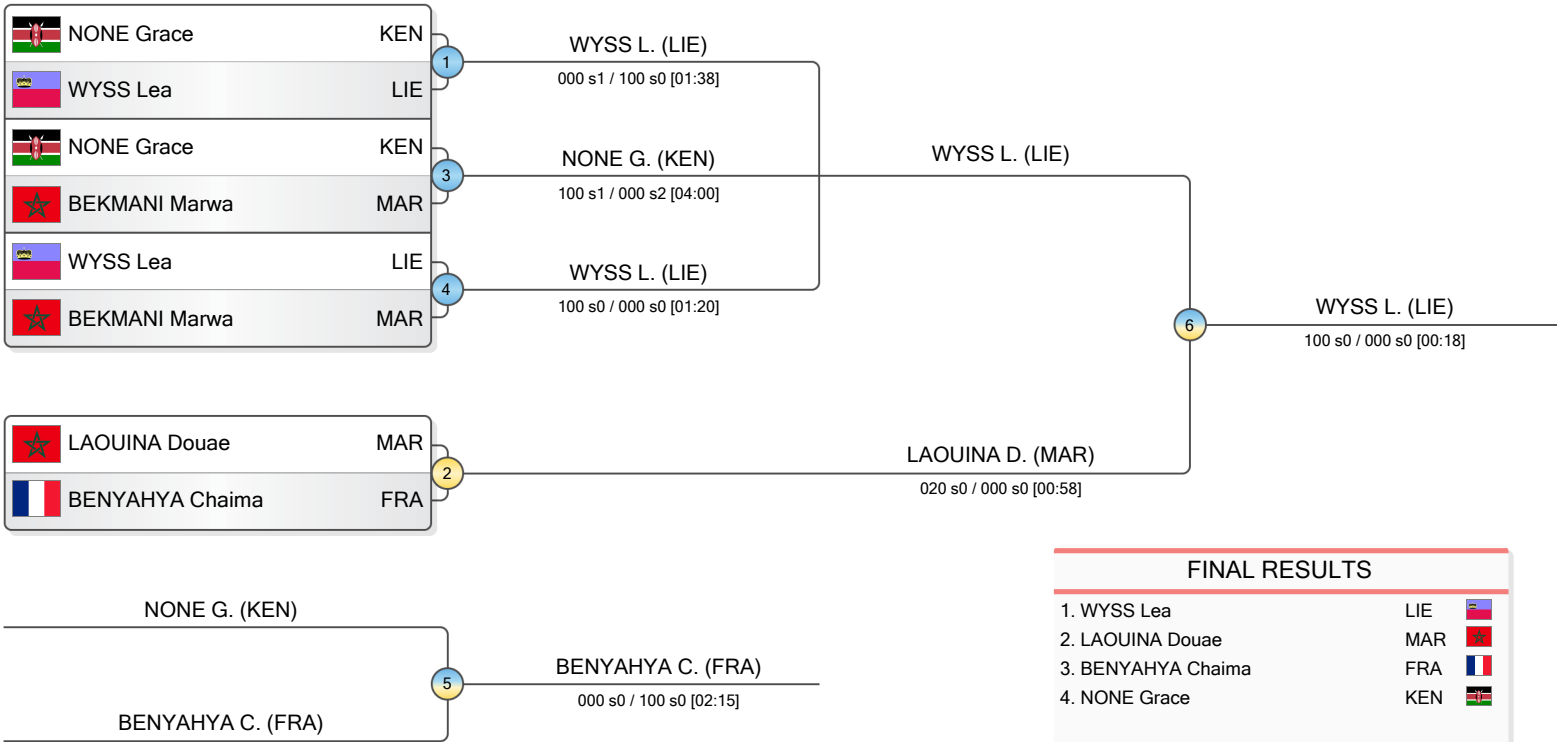 NONE Grace KEN
1
WYSS Lea LIE
WYSS L. (LIE)
000 s1 / 100 s0 [01:38]
NONE Grace KEN
3
BEKMANI Marwa MAR
NONE G. (KEN)
100 s1 / 000 s2 [04:00]
WYSS Lea LIE
4
BEKMANI Marwa MAR
WYSS L. (LIE)
100 s0 / 000 s0 [01:20]
WYSS L. (LIE)
6
WYSS L. (LIE)
100 s0 / 000 s0 [00:18]
LAOUINA Douae MAR
2
BENYAHYA Chaima FRA
LAOUINA D. (MAR)
020 s0 / 000 s0 [00:58]
NONE G. (KEN)
5
BENYAHYA C. (FRA)
BENYAHYA C. (FRA)
000 s0 / 100 s0 [02:15]
FINAL RESULTS
1. WYSS Lea LIE
2. LAOUINA Douae MAR
3. BENYAHYA Chaima FRA
4. NONE Grace KEN